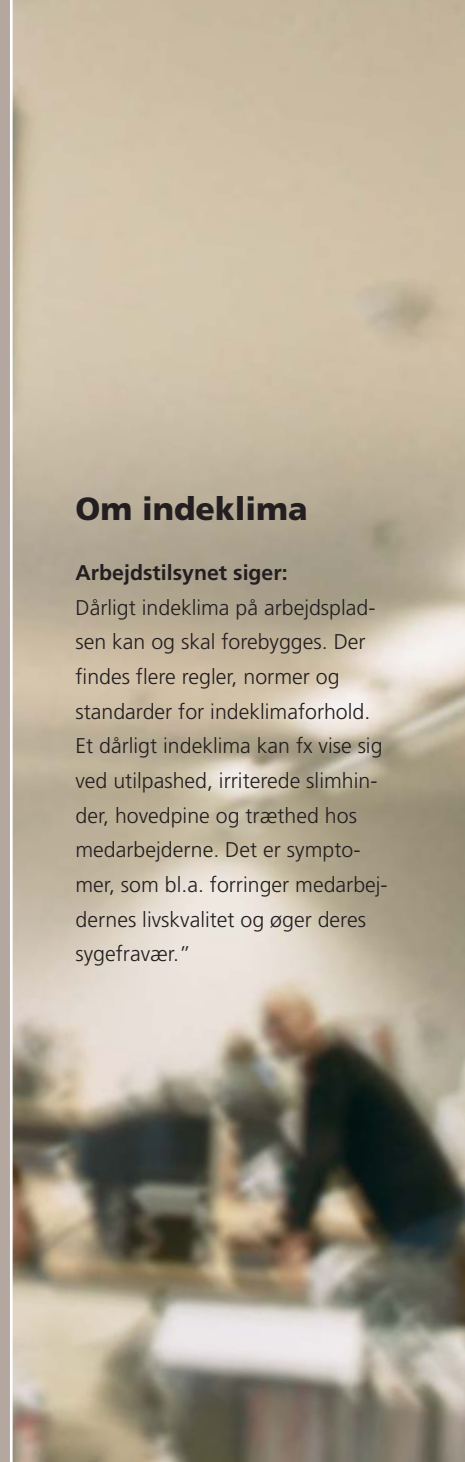 Om indeklima
Arbejdstilsynet siger:
Dårligt indeklima på arbejdsplad-
sen kan og skal forebygges. Der
findes flere regler, normer og
standarder for indeklimaforhold.
Et dårligt indeklima kan fx vise sig
ved utilpashed, irriterede slimhin-
der, hovedpine og træthed hos
medarbejderne. Det er sympto-
mer, som bl.a. forringer medarbej-
dernes livskvalitet og øger deres
sygefravær.”